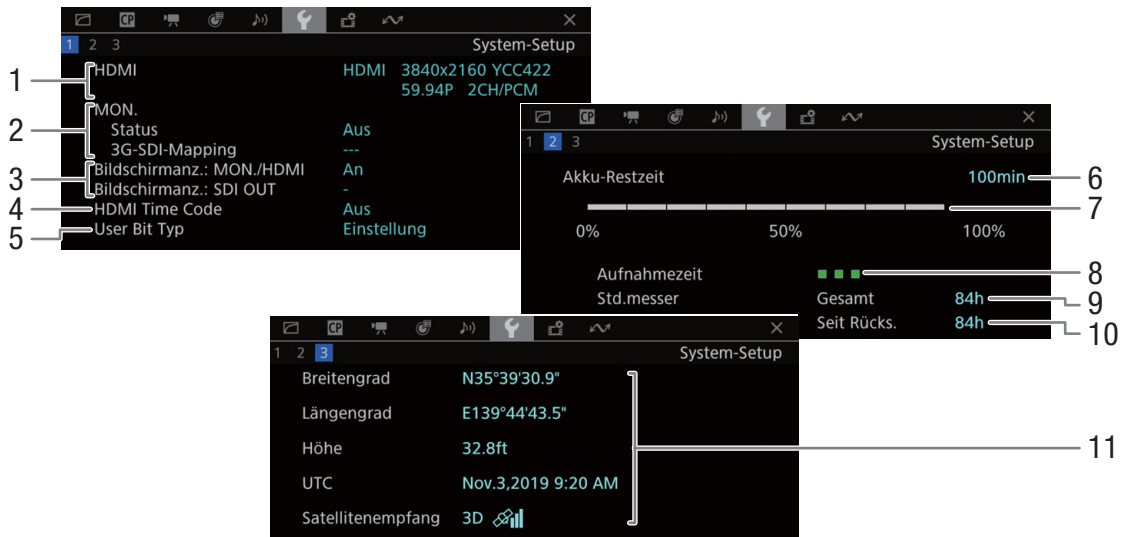 CP
1 2 3 System-Setup
1 HDMI HDMI 3840x2160 YCC422
59.94P 2CH/PCM
2 MON.
Status Aus
3G-SDI-Mapping ---
3 Bildschirmanz.: MON./HDMI An
Bildschirmanz.: SDI OUT -
4 HDMI Time Code Aus
5 User Bit Typ Einstellung
CP
1 2 3 System-Setup
Akku-Restzeit 100min 6
7
0% 50% 100%
Aufnahmezeit 8
Std.messer Gesamt 84h 9
Seit Rücks. 84h 10
CP
1 2 3 System-Setup
Breitengrad N35°39'30.9"
Längengrad E139°44'43.5"
Höhe 32.8ft 11
UTC Nov.3,2019 9:20 AM
Satellitenempfang 3D